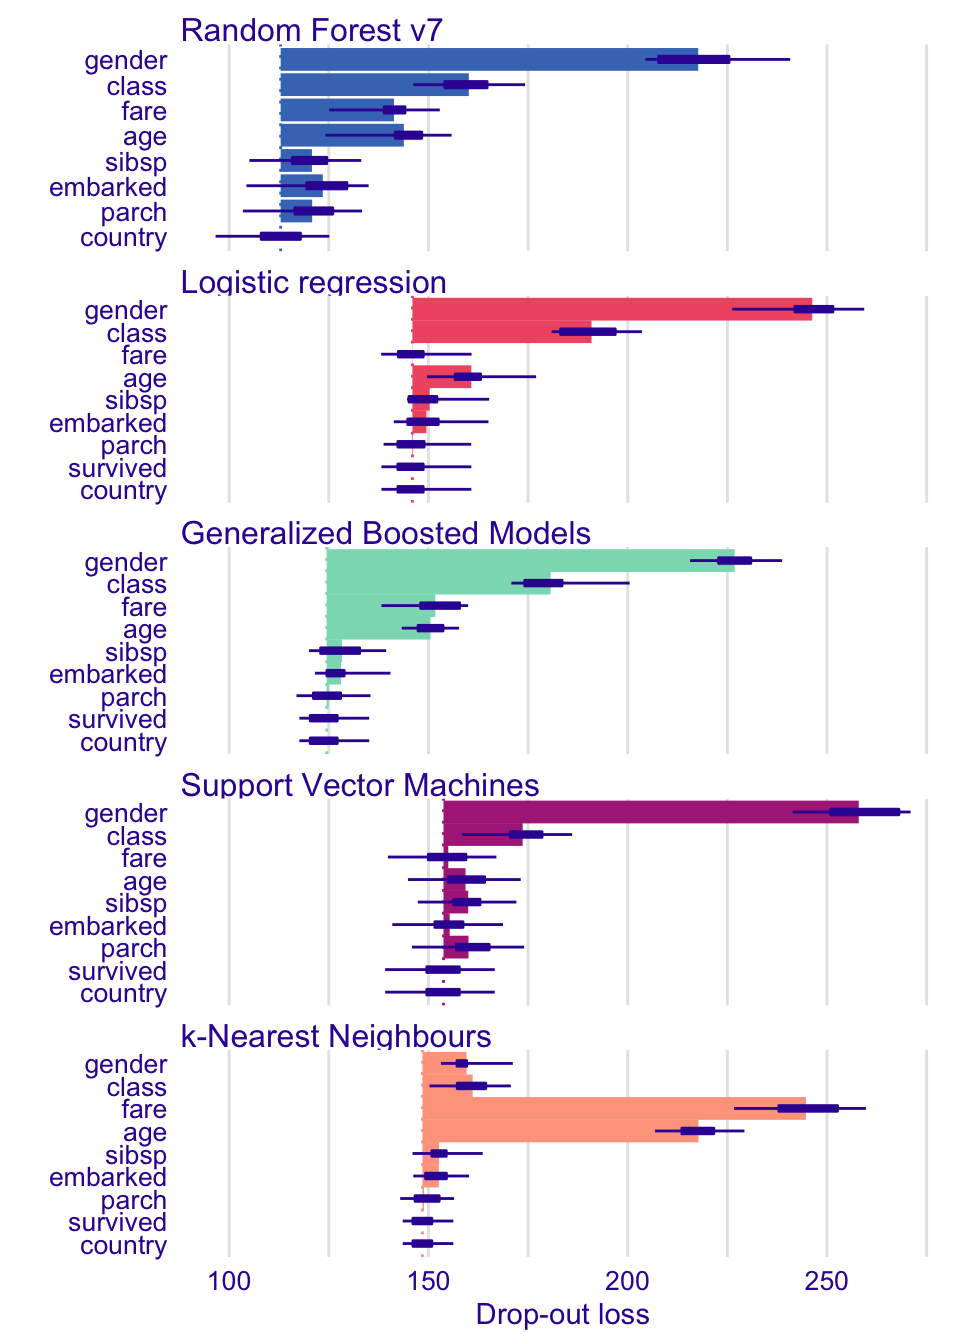 Random Forest v7
gender
class
fare
age
sibsp
embarked
parch
country
Logistic regression
gender
class
fare
age
sibsp
embarked
parch
survived
country
Generalized Boosted Models
gender
class
fare
age
sibsp
embarked
parch
survived
country
Support Vector Machines
gender
class
fare
age
sibsp
embarked
parch
survived
country
k-Nearest Neighbours
gender
class
fare
age
sibsp
embarked
parch
survived
country
100 150 200 250
Drop-out loss